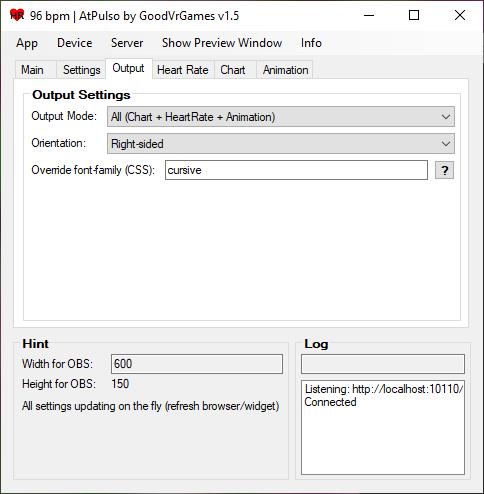 96 bpm | AtPulso by GoodVrGames v1.5
App Device Server Show Preview Window Info
Main Settings Output Heart Rate Chart Animation
Output Settings
Output Mode: All (Chart + HeartRate + Animation)
Orientation: Right-sided
Override font-family (CSS): cursive ?
Hint
Width for OBS: 600
Height for OBS: 150
All settings updating on the fly (refresh browser/widget)
Log
Listening: http://localhost:10110/
Connected